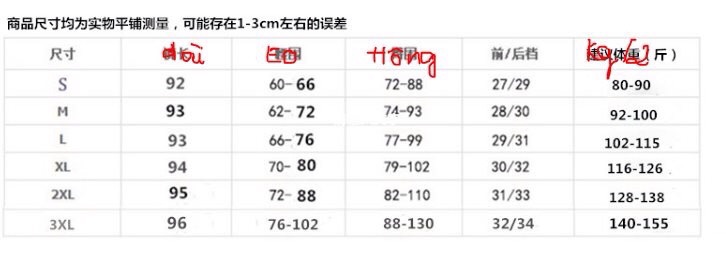 商品尺寸均为实物平铺测量，可能存在1-3cm左右的误差
尺寸 dài EO Hông 前/后裆 建议体重 斤)
S 92 60-66 72-88 27/29 80-90
M 93 62-72 74-93 28/30 92-100
L 93 66-76 77-99 29/31 102-115
XL 94 70-80 79-102 30/32 116-126
2XL 95 72-88 82-110 31/33 128-138
3XL 96 76-102 88-130 32/34 140-155